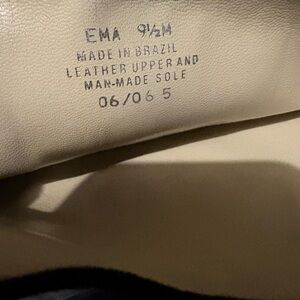 EMA 9½M
MADE IN BRAZIL
LEATHER UPPER AND
MAN-MADE SOLE
06/06 5